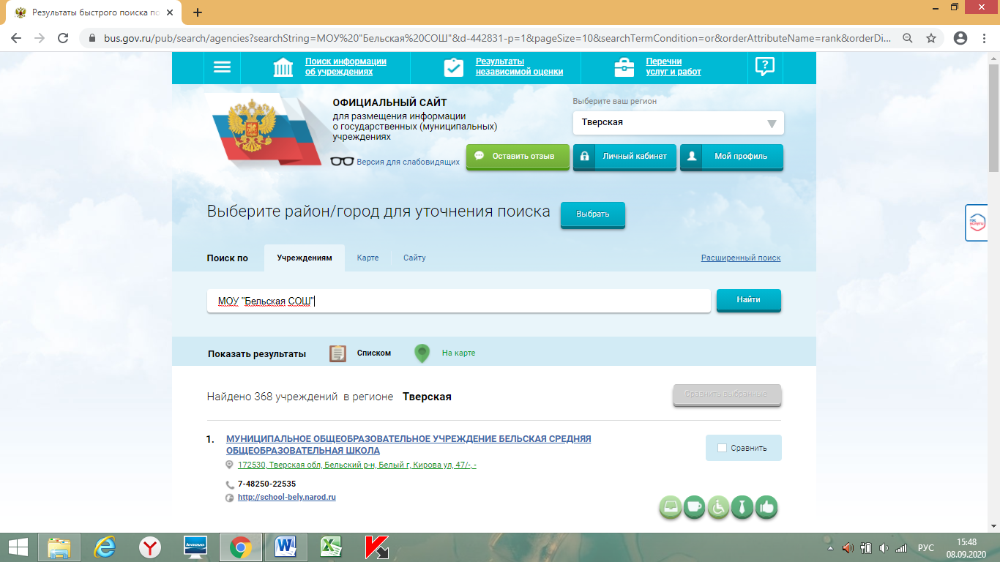 Результаты быстрого поиска по
bus.gov.ru/pub/search/agencies?searchString=МОУ%20"Бельская%20СОШ"&d-442831-p=1&pageSize=10&searchTermCondition=or&orderAttributeName=rank&orderDi...
Поиск информации
об учреждениях
Результаты
независимой оценки
Перечни
услуг и работ
ОФИЦИАЛЬНЫЙ САЙТ
для размещения информации
о государственных (муниципальных)
учреждениях
Версия для слабовидящих
Выберите ваш регион
Тверская
Оставить отзыв
Личный кабинет
Мой профиль
Выберите район/город для уточнения поиска
Выбрать
Поиск по
Учреждениям
Карте
Сайту
Расширенный поиск
МОУ "Бельская СОШ"
Найти
Показать результаты
Списком
На карте
Найдено 368 учреждений в регионе Тверская
Сравнить выбранные
1. МУНИЦИПАЛЬНОЕ ОБЩЕОБРАЗОВАТЕЛЬНОЕ УЧРЕЖДЕНИЕ БЕЛЬСКАЯ СРЕДНЯЯ
ОБЩЕОБРАЗОВАТЕЛЬНАЯ ШКОЛА
Сравнить
172530, Тверская обл, Бельский р-н, Белый г, Кирова ул, 47/-, -
7-48250-22535
http://school-bely.narod.ru
lenovo
РУС
15:48
08.09.2020